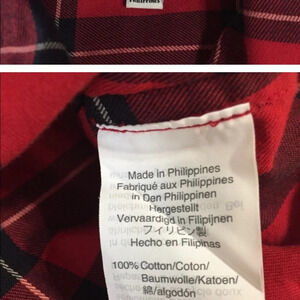 PHILIPPINES
Made in Philippines
Fabriqué aux Philippines
in Den Philippinen
Hergestellt
Vervaardigd in Filipijnen
フィリピン製
Hecho en Filipinas
100% Cotton/Coton/
Baumwolle/Katoen/
綿/algodón